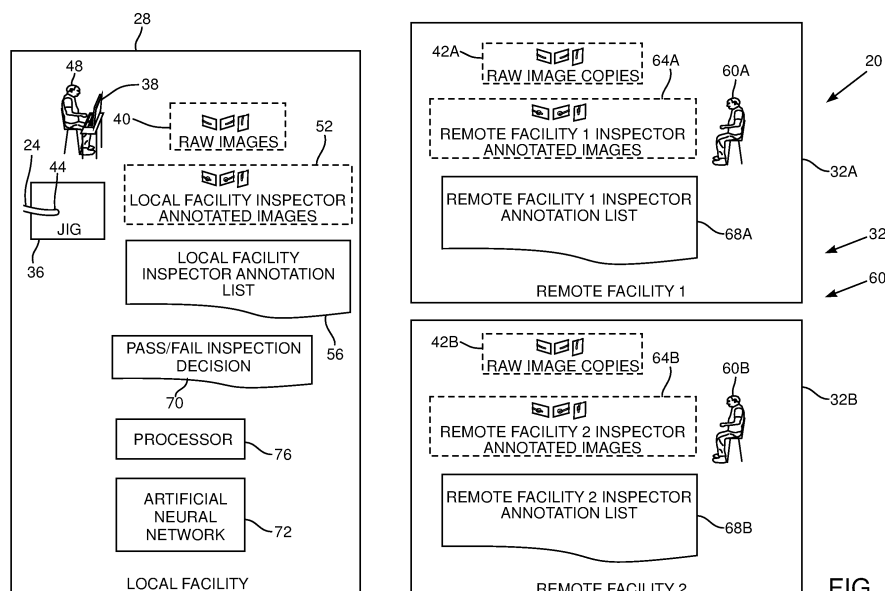 28
48
38
40
RAW IMAGES
52
24
44
LOCAL FACILITY INSPECTOR
ANNOTATED IMAGES
JIG
36
LOCAL FACILITY
INSPECTOR ANNOTATION
LIST
56
PASS/FAIL INSPECTION
DECISION
70
PROCESSOR
76
ARTIFICIAL
NEURAL
NETWORK
72
LOCAL FACILITY
42A
RAW IMAGE COPIES
64A
60A
REMOTE FACILITY 1 INSPECTOR
ANNOTATED IMAGES
REMOTE FACILITY 1 INSPECTOR
ANNOTATION LIST
68A
REMOTE FACILITY 1
20
32A
32
60
42B
RAW IMAGE COPIES
64B
60B
REMOTE FACILITY 2 INSPECTOR
ANNOTATED IMAGES
32B
REMOTE FACILITY 2 INSPECTOR
ANNOTATION LIST
68B
REMOTE FACILITY 2
FIG